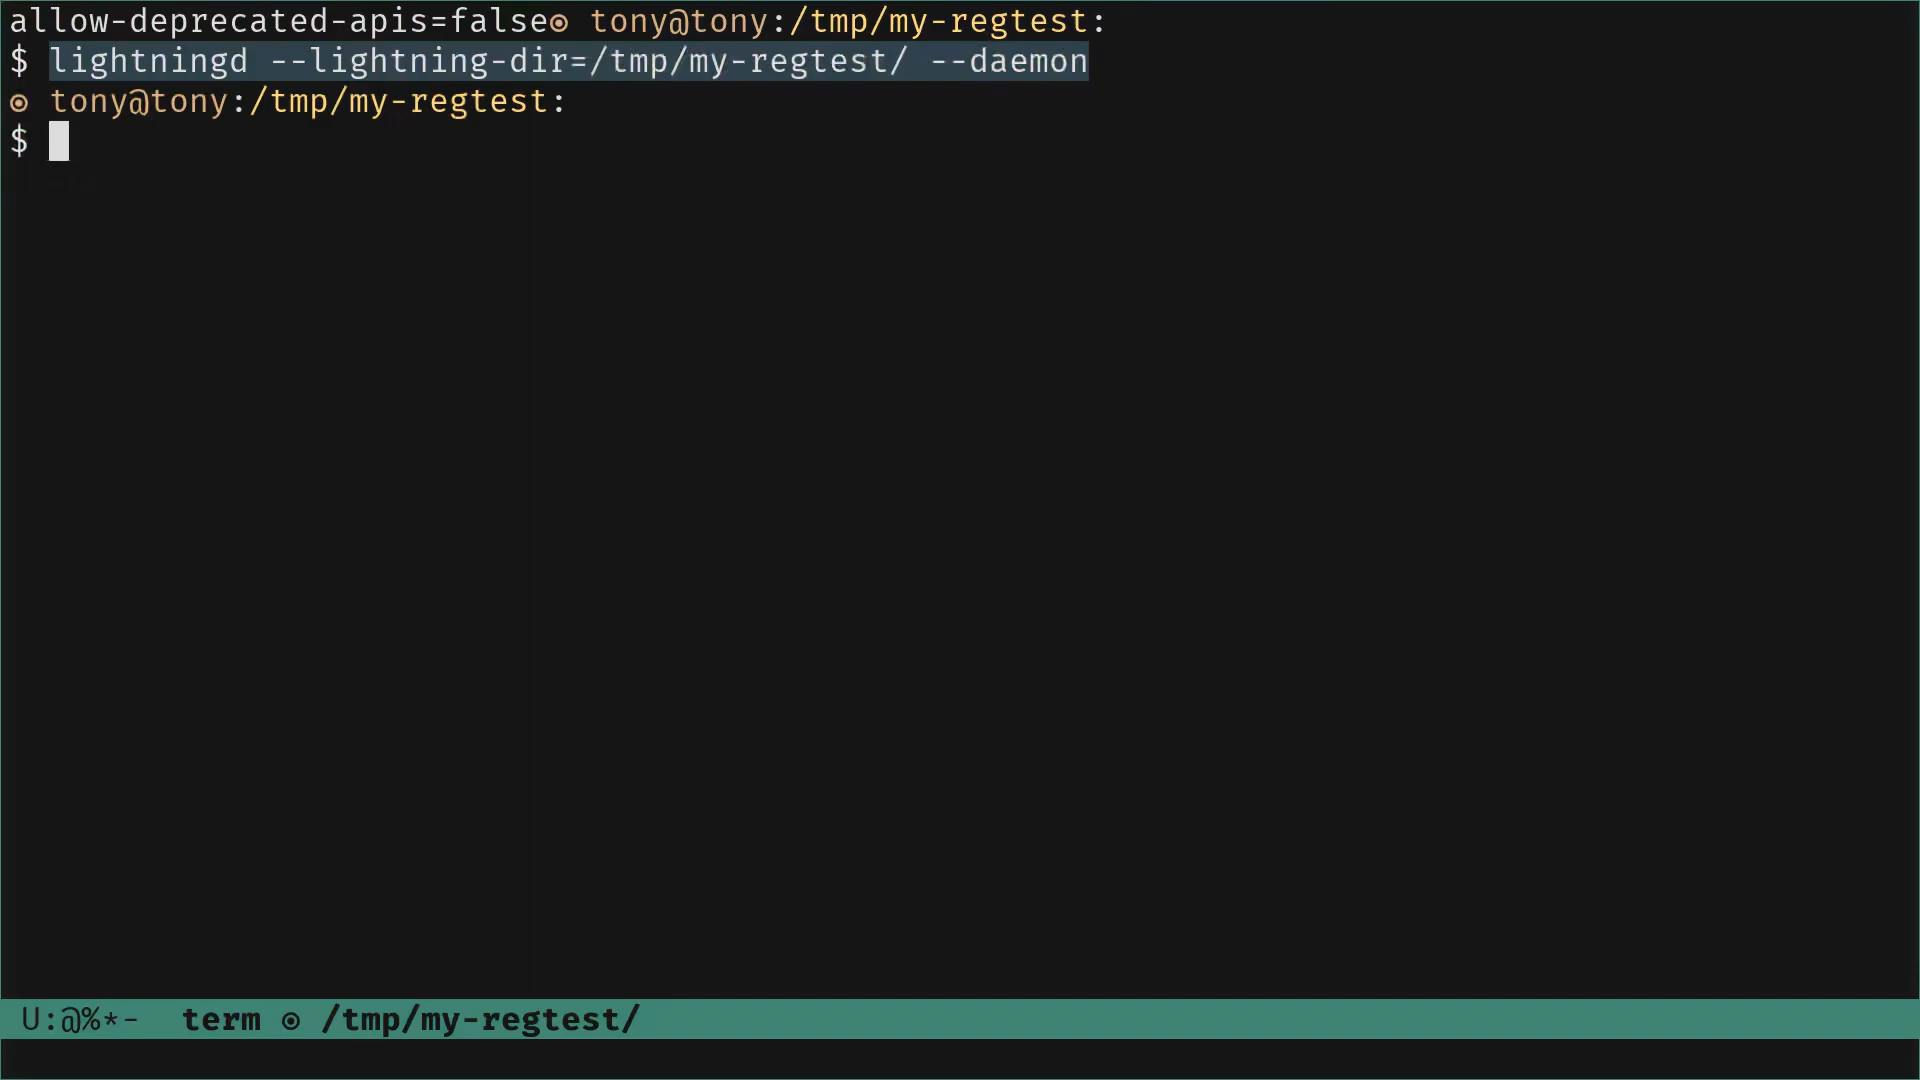 allow-deprecated-apis=false⊙ tony@tony:/tmp/my-regtest:
$ lightningd --lightning-dir=/tmp/my-regtest/ --daemon
⊙ tony@tony:/tmp/my-regtest:
$
U:@%*-  term ⊙ /tmp/my-regtest/